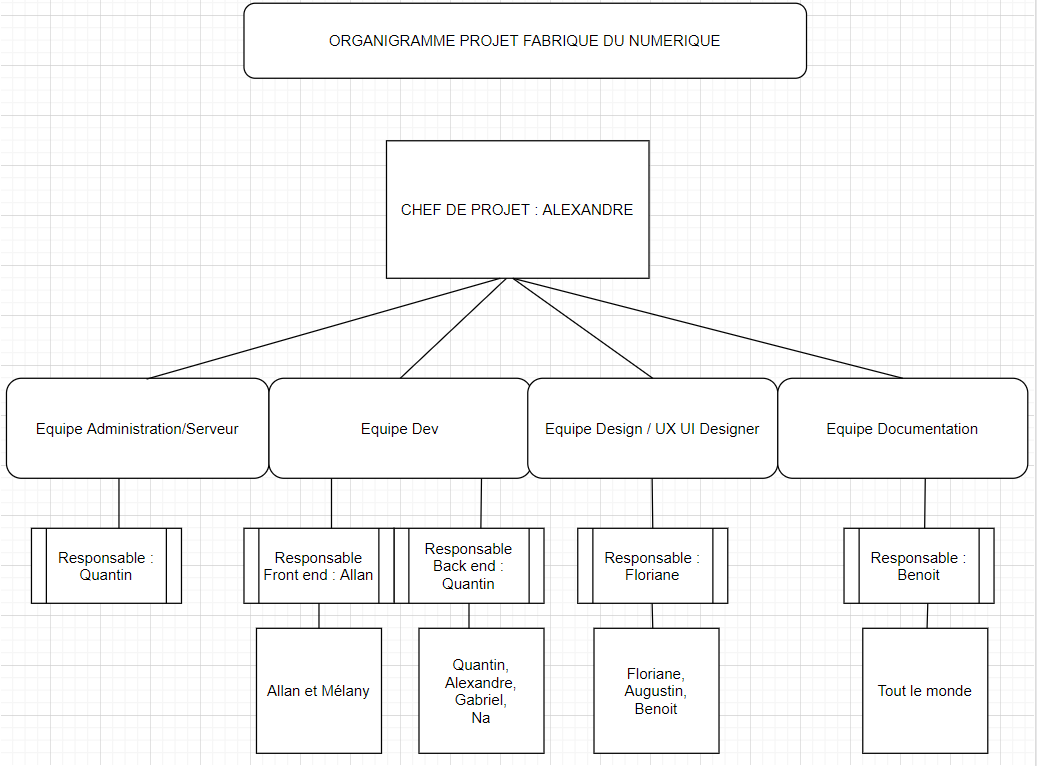 ORGANIGRAMME PROJET FABRIQUE DU NUMERIQUE
CHEF DE PROJET : ALEXANDRE
Equipe Administration/Serveur
Equipe Dev
Equipe Design / UX UI Designer
Equipe Documentation
Responsable :
Quantin
Responsable
Front end : Allan
Responsable
Back end :
Quantin
Responsable :
Floriane
Responsable :
Benoit
Allan et Mélany
Quantin,
Alexandre,
Gabriel,
Na
Floriane,
Augustin,
Benoit
Tout le monde